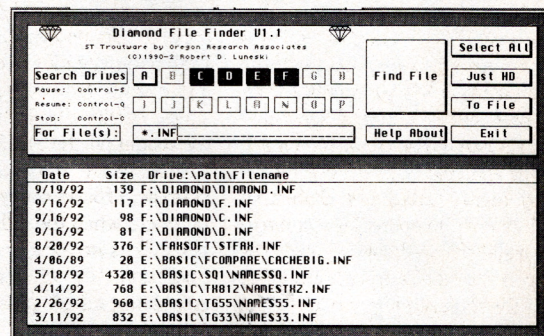 Diamond File Finder V1.1
ST Troutware by Oregon Research Associates
(C)1990-2 Robert D. Luneski
Search Drives A B C D E F G H
Pause: Control-S
Resume: Control-Q I J K L M N O P
Stop: Control-C
For File(s): *.INF
Find File
Help About
Select All
Just HD
To File
Exit
Date Size Drive:\Path\Filename
9/19/92 139 F:\DIAMOND\DIAMOND.INF
9/16/92 117 F:\DIAMOND\F.INF
9/16/92 98 F:\DIAMOND\C.INF
9/16/92 98 F:\DIAMOND\D.INF
8/20/92 376 F:\FAXSOFT\STFAX.INF
4/06/89 20 E:\BASIC\FCOMPARE\CACHEBIG.INF
5/18/92 4320 E:\BASIC\SQ1\NAMESSQ.INF
4/14/92 768 E:\BASIC\TH812\NAMESTH2.INF
2/26/92 960 E:\BASIC\TG55\NAMES55.INF
3/11/92 832 E:\BASIC\TG33\NAMES33.INF